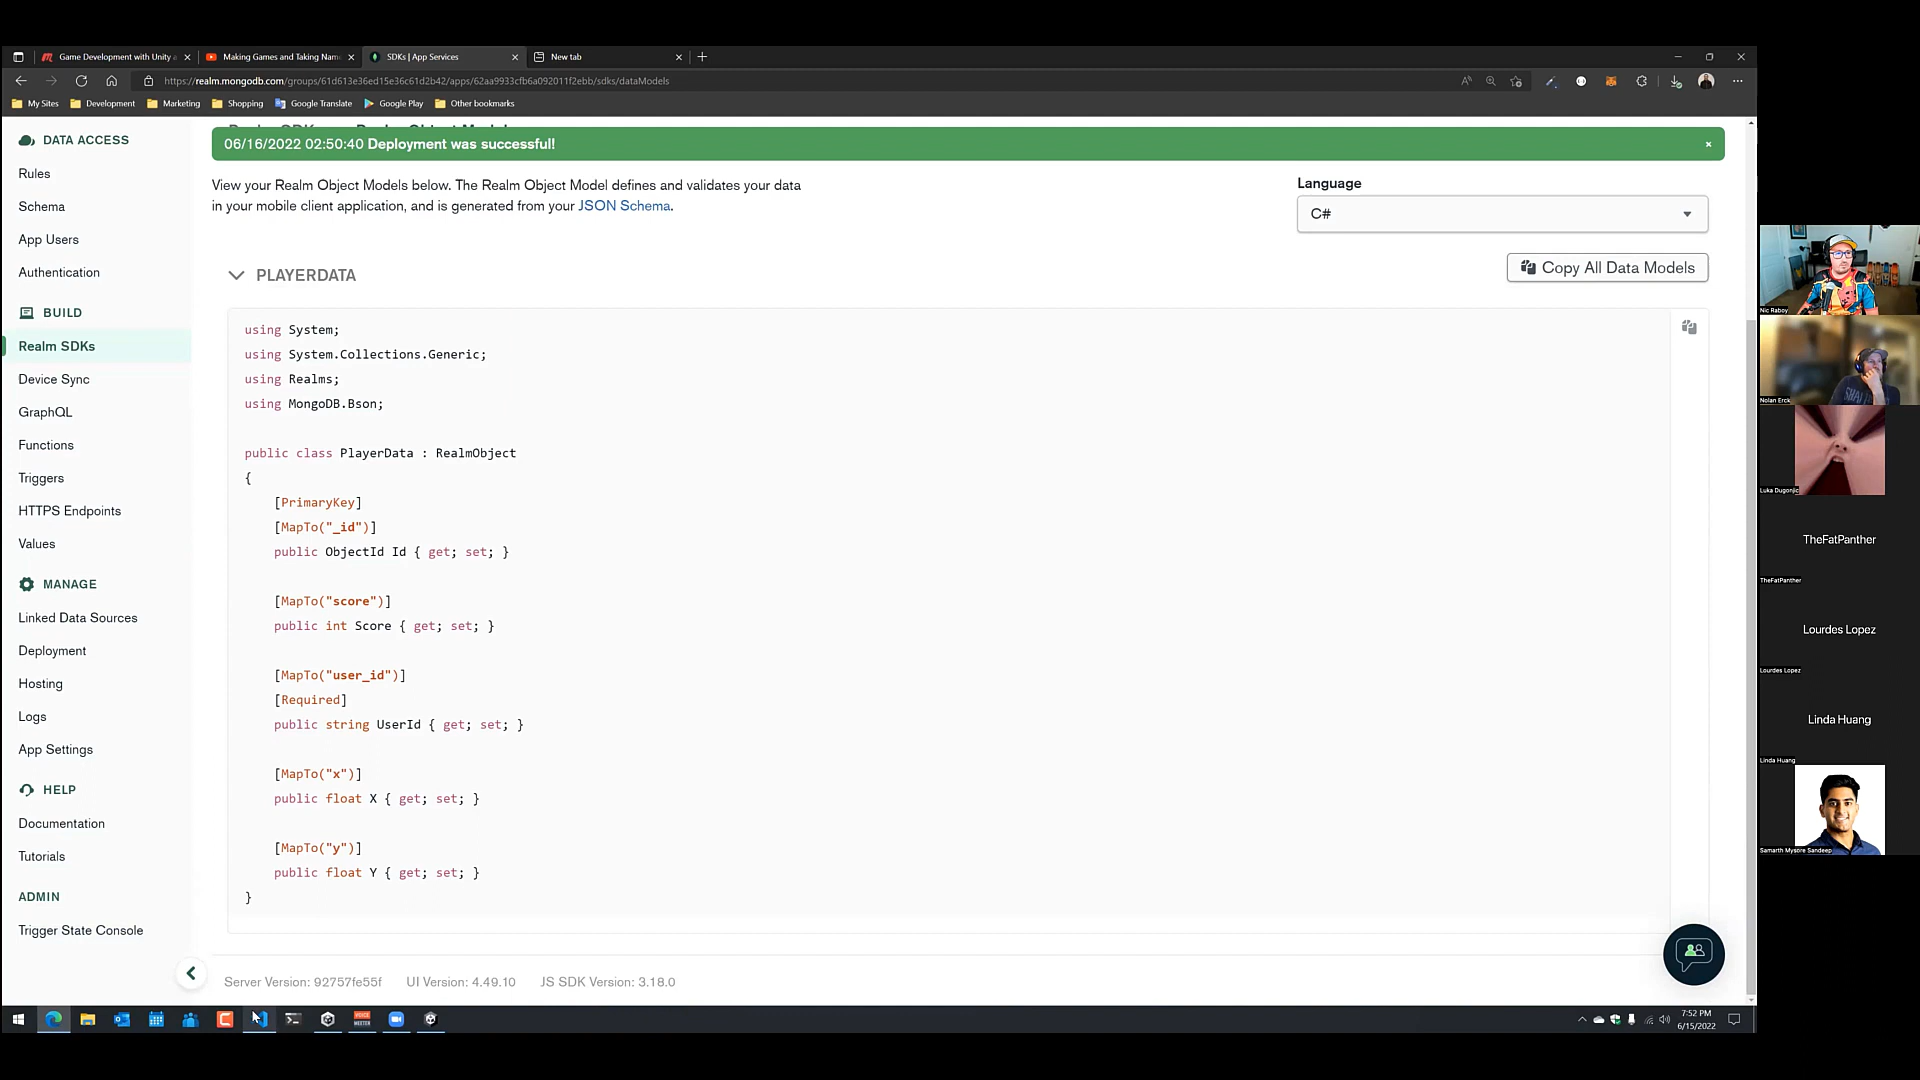 Game Development with Unity a
Making Games and Taking Nam
SDKs | App Services
New tab
https://realm.mongodb.com/groups/61d613e36ed15e36c61d2b42/apps/62aa9933cfb6a092011f2ebb/sdks/dataModels
My Sites
Development
Marketing
Shopping
Google Translate
Google Play
Other bookmarks
DATA ACCESS
Rules
Schema
App Users
Authentication
BUILD
Realm SDKs
Device Sync
GraphQL
Functions
Triggers
HTTPS Endpoints
Values
MANAGE
Linked Data Sources
Deployment
Hosting
Logs
App Settings
HELP
Documentation
Tutorials
ADMIN
Trigger State Console
06/16/2022 02:50:40 Deployment was successful!
View your Realm Object Models below. The Realm Object Model defines and validates your data
in your mobile client application, and is generated from your JSON Schema.
Language
C#
PLAYERDATA
Copy All Data Models
using System;
using System.Collections.Generic;
using Realms;
using MongoDB.Bson;
public class PlayerData : RealmObject
{
[PrimaryKey]
[MapTo("_id")]
public ObjectId Id { get; set; }
[MapTo("score")]
public int Score { get; set; }
[MapTo("user_id")]
[Required]
public string UserId { get; set; }
[MapTo("x")]
public float X { get; set; }
[MapTo("y")]
public float Y { get; set; }
}
Server Version: 92757fe55f
UI Version: 4.49.10
JS SDK Version: 3.18.0
7:52 PM
6/15/2022
Nic Raboy
Nolan Erck
Luka Dugonjic
TheFatPanther
TheFatPanther
Lourdes Lopez
Lourdes Lopez
Linda Huang
Linda Huang
Samarth Mysore Sandeep